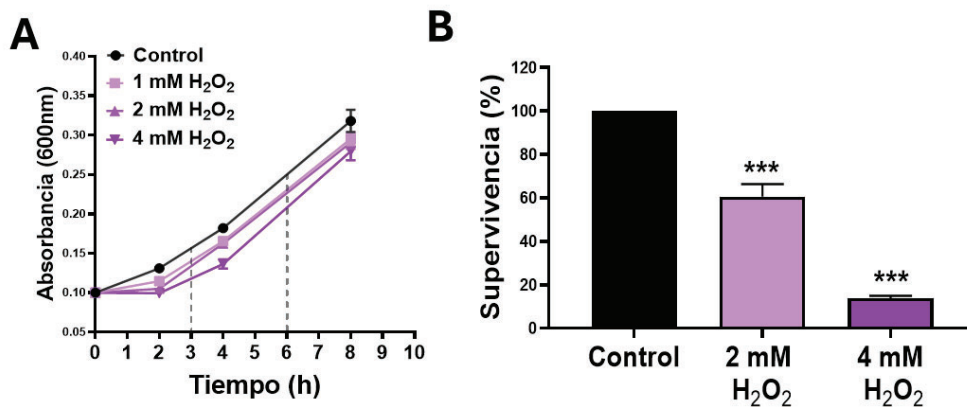 A
Absorbancia (600nm)
0.40
0.35
0.30
0.25
0.20
0.15
0.10
0.05
Control
1 mM H₂O₂
2 mM H₂O₂
4 mM H₂O₂
0 1 2 3 4 5 6 7 8 9 10
Tiempo (h)
B
Supervivencia (%)
120
100
80
60
40
20
0
***
***
Control
2 mM
H₂O₂
4 mM
H₂O₂